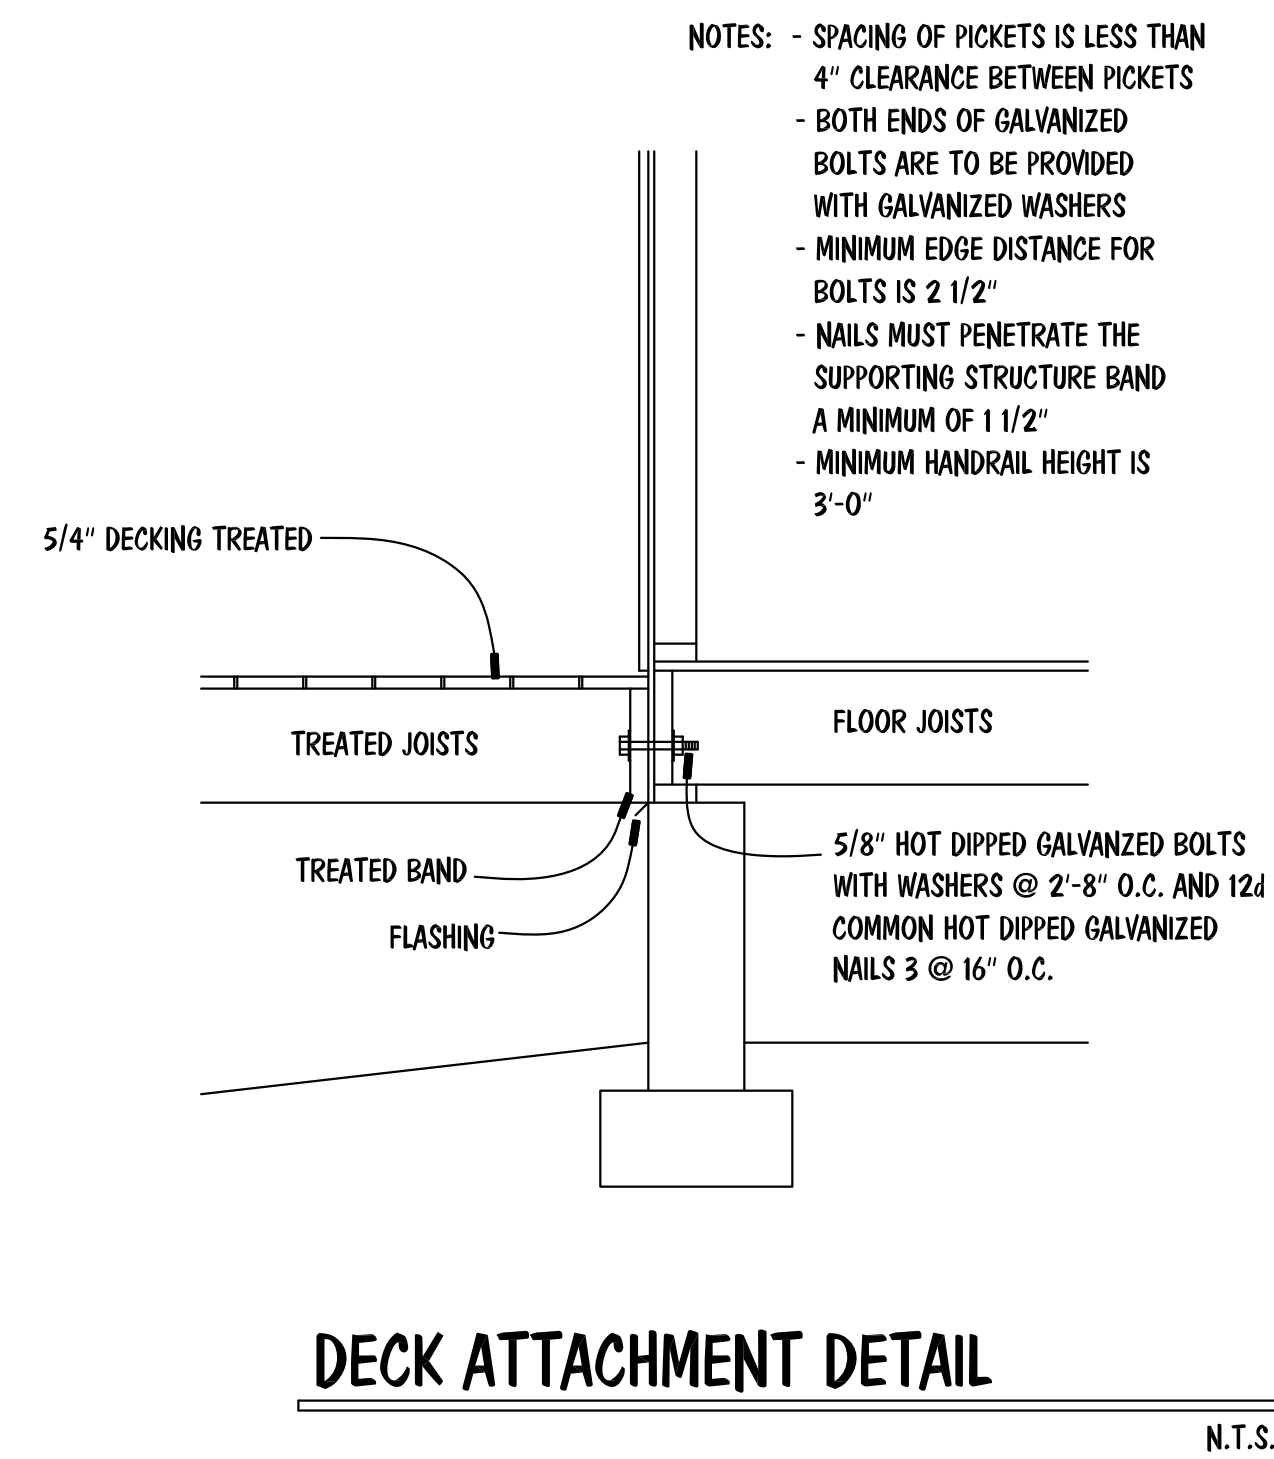 NOTES: - SPACING OF PICKETS IS LESS THAN
4" CLEARANCE BETWEEN PICKETS
- BOTH ENDS OF GALVANIZED
BOLTS ARE TO BE PROVIDED
WITH GALVANIZED WASHERS
- MINIMUM EDGE DISTANCE FOR
BOLTS IS 2 1/2"
- NAILS MUST PENETRATE THE
SUPPORTING STRUCTURE BAND
A MINIMUM OF 1 1/2"
- MINIMUM HANDRAIL HEIGHT IS
3'-0"
5/4" DECKING TREATED
TREATED JOISTS
FLOOR JOISTS
TREATED BAND
FLASHING
5/8" HOT DIPPED GALVANZED BOLTS
WITH WASHERS @ 2'-8" O.C. AND 12d
COMMON HOT DIPPED GALVANIZED
NAILS 3 @ 16" O.C.
DECK ATTACHMENT DETAIL
N.T.S.